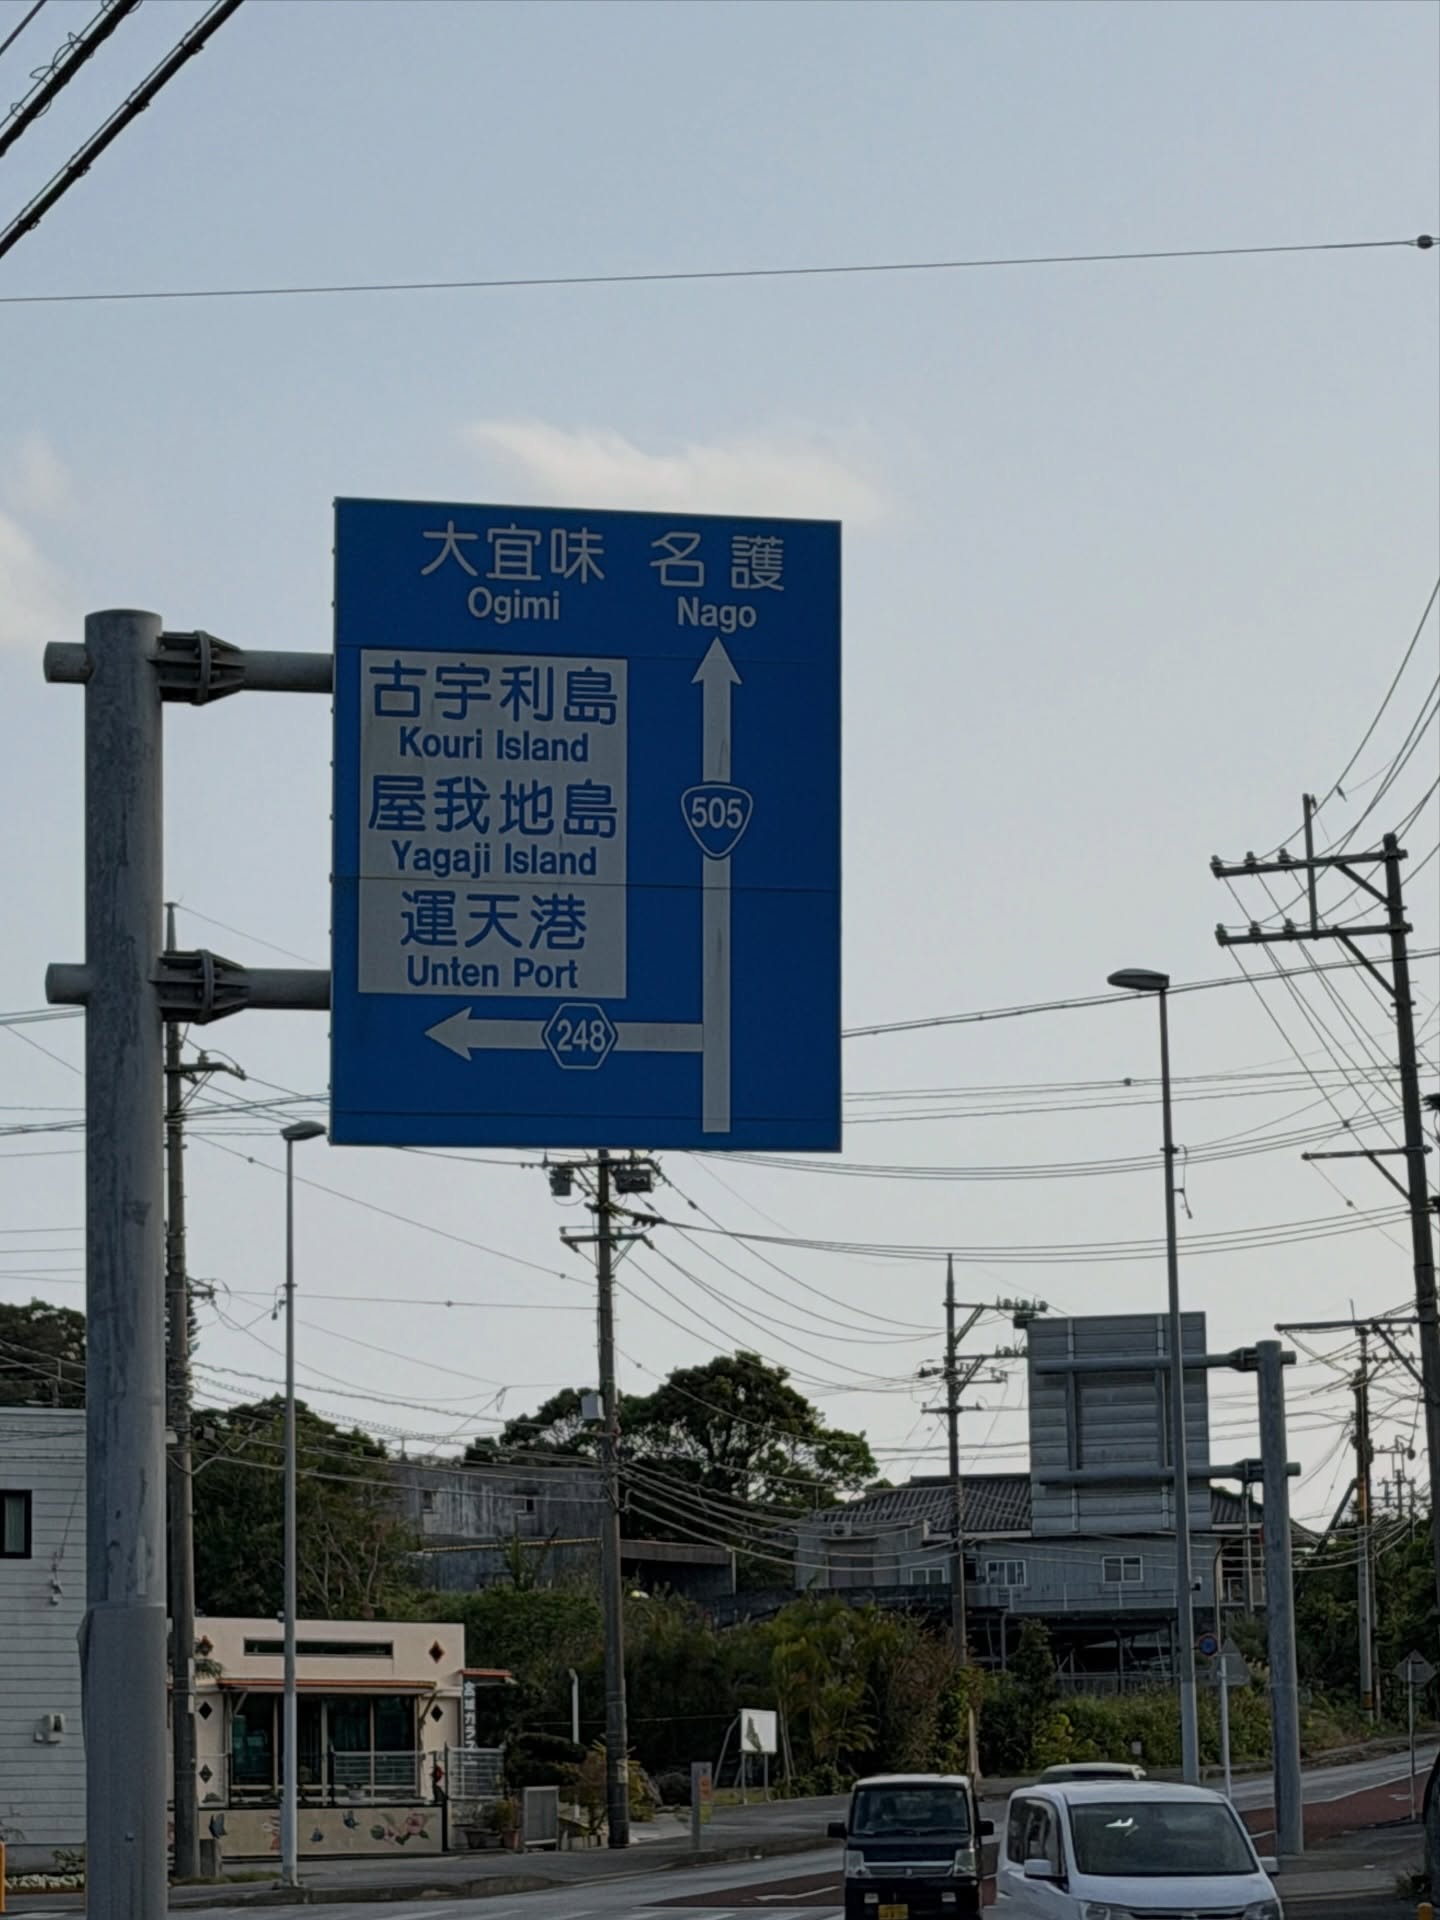 大宜味 名護
Ogimi Nago
古宇利島
Kouri Island
屋我地島
Yagaji Island
運天港
Unten Port
505
248